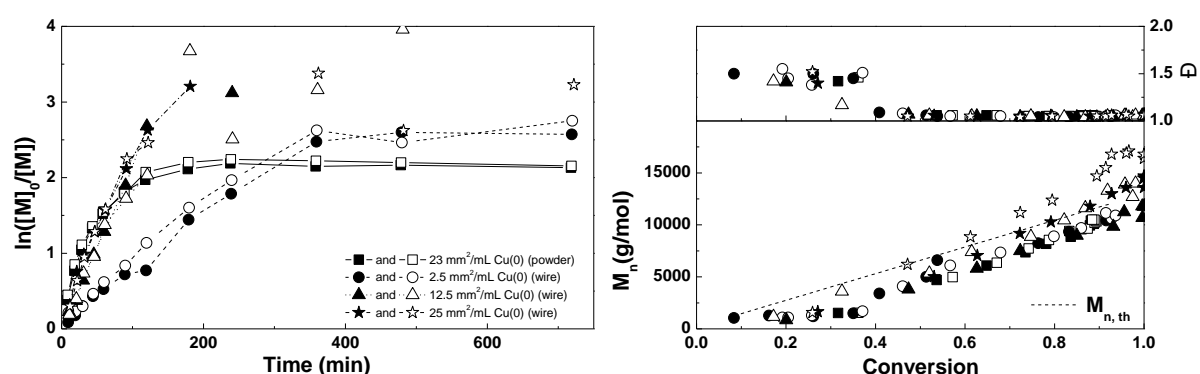 4
3
2
1
0
ln([M]0/[M])
0 200 400 600
Time (min)
and 23 mm²/mL Cu(0) (powder)
and 2.5 mm²/mL Cu(0) (wire)
and 12.5 mm²/mL Cu(0) (wire)
and 25 mm²/mL Cu(0) (wire)
2.0
1.5
1.0
Đ
15000
10000
5000
0
Mn(g/mol)
Mn, th
0.0 0.2 0.4 0.6 0.8 1.0
Conversion